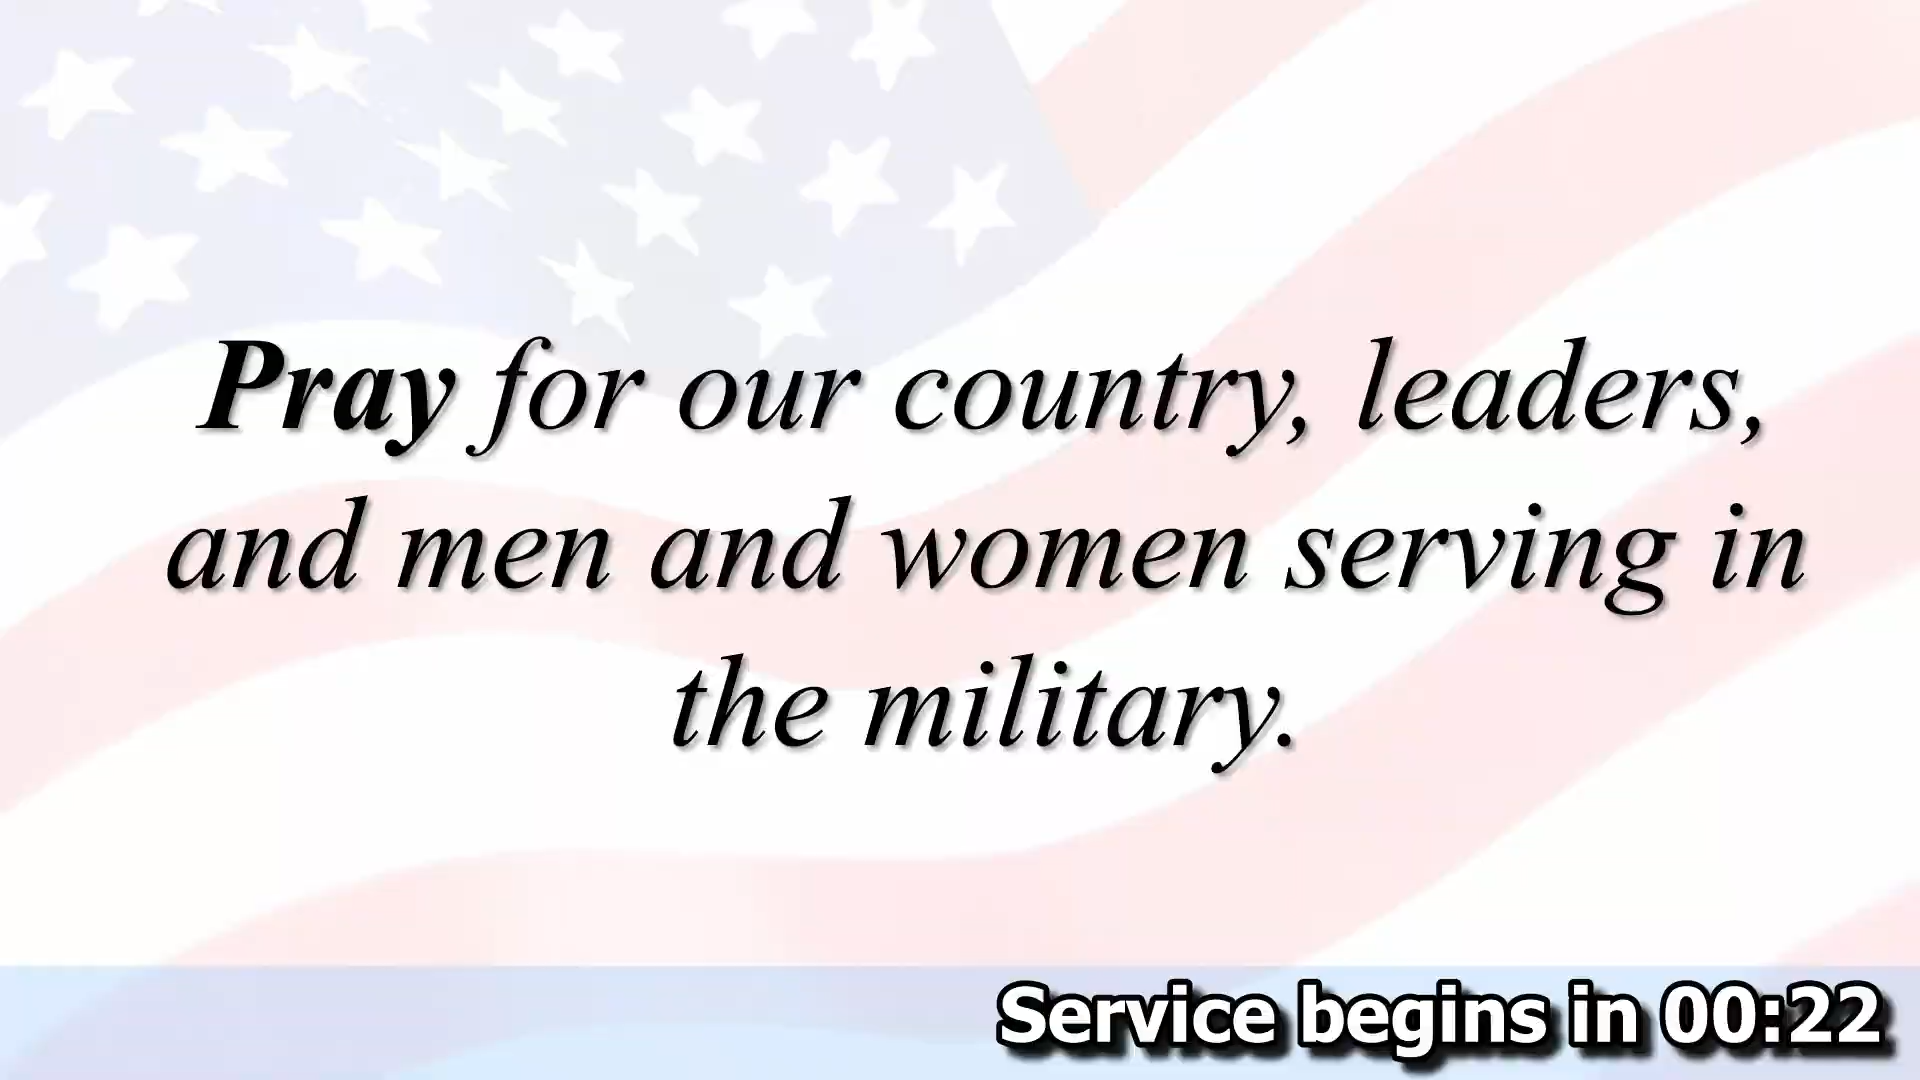 Pray for our country, leaders,
and men and women serving in
the military.
Service begins in 00:22